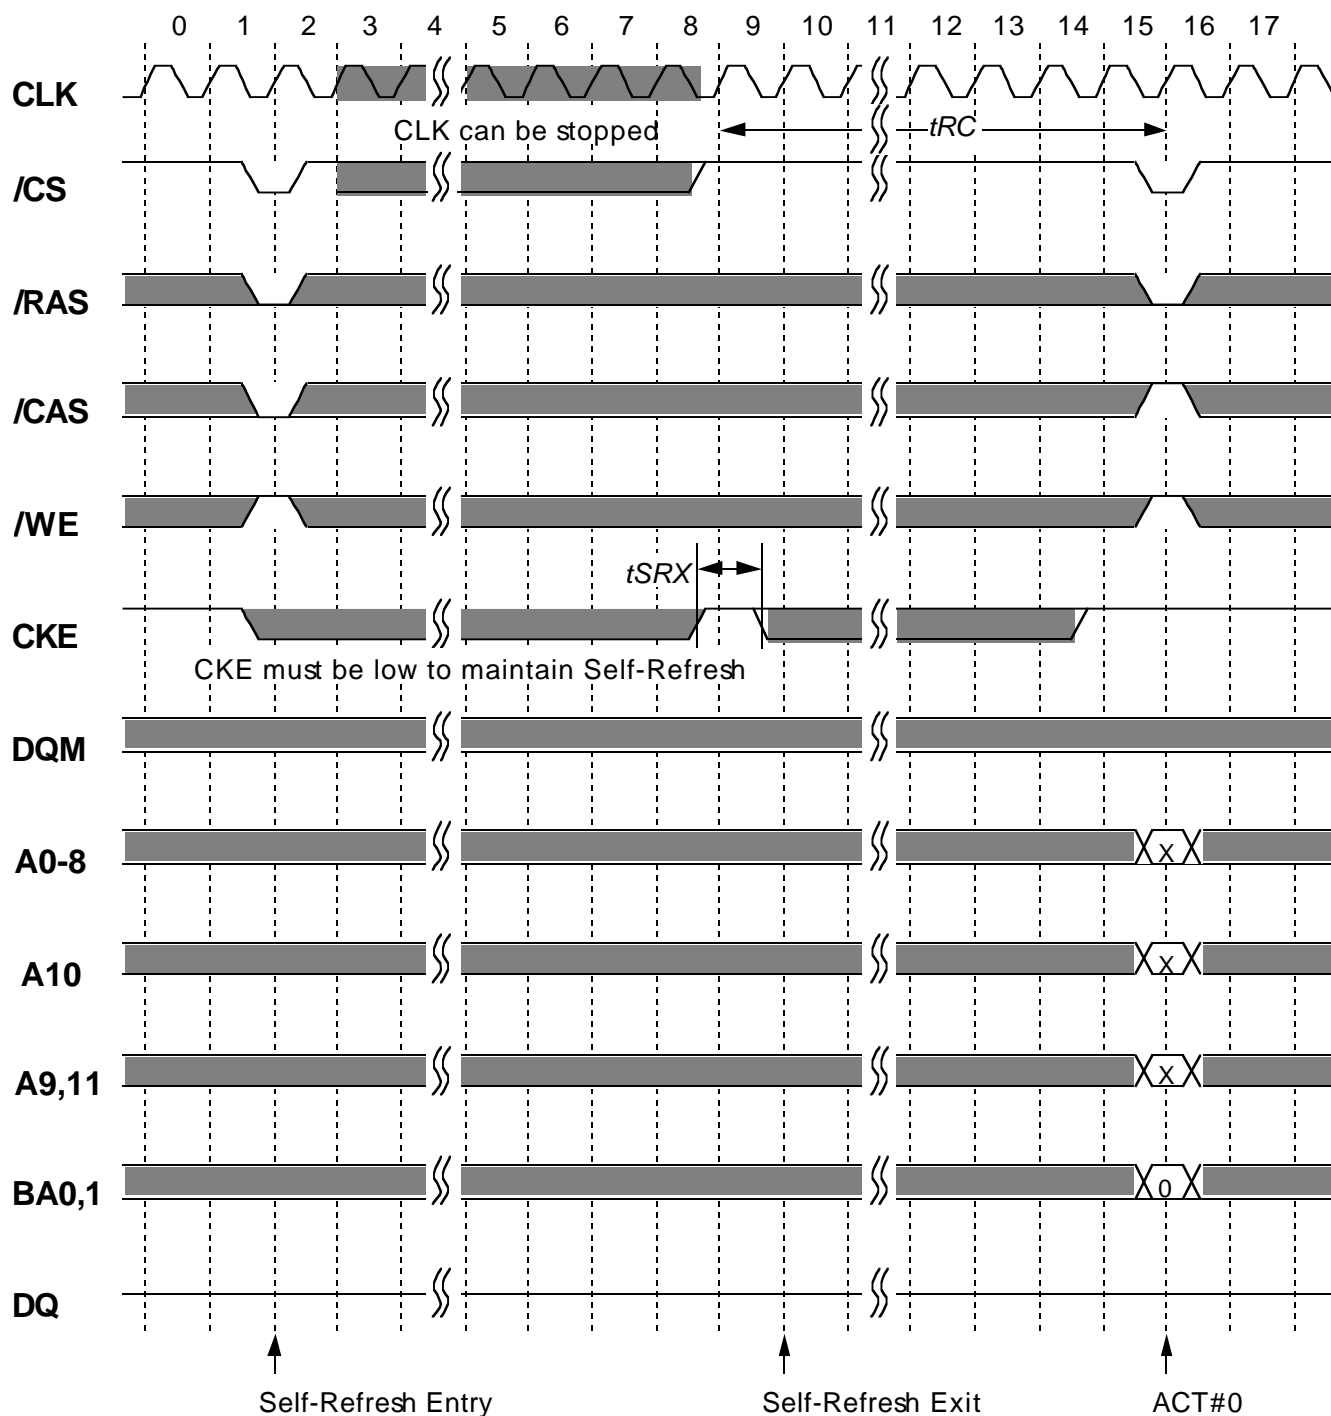 0 1 2 3 4 5 6 7 8 9 10 11 12 13 14 15 16 17
CLK
CLK can be stopped
tRC
/CS
/RAS
/CAS
/WE
tSRX
CKE
CKE must be low to maintain Self-Refresh
DQM
A0-8
X
A10
X
A9,11
X
BA0,1
0
DQ
Self-Refresh Entry
Self-Refresh Exit
ACT#0